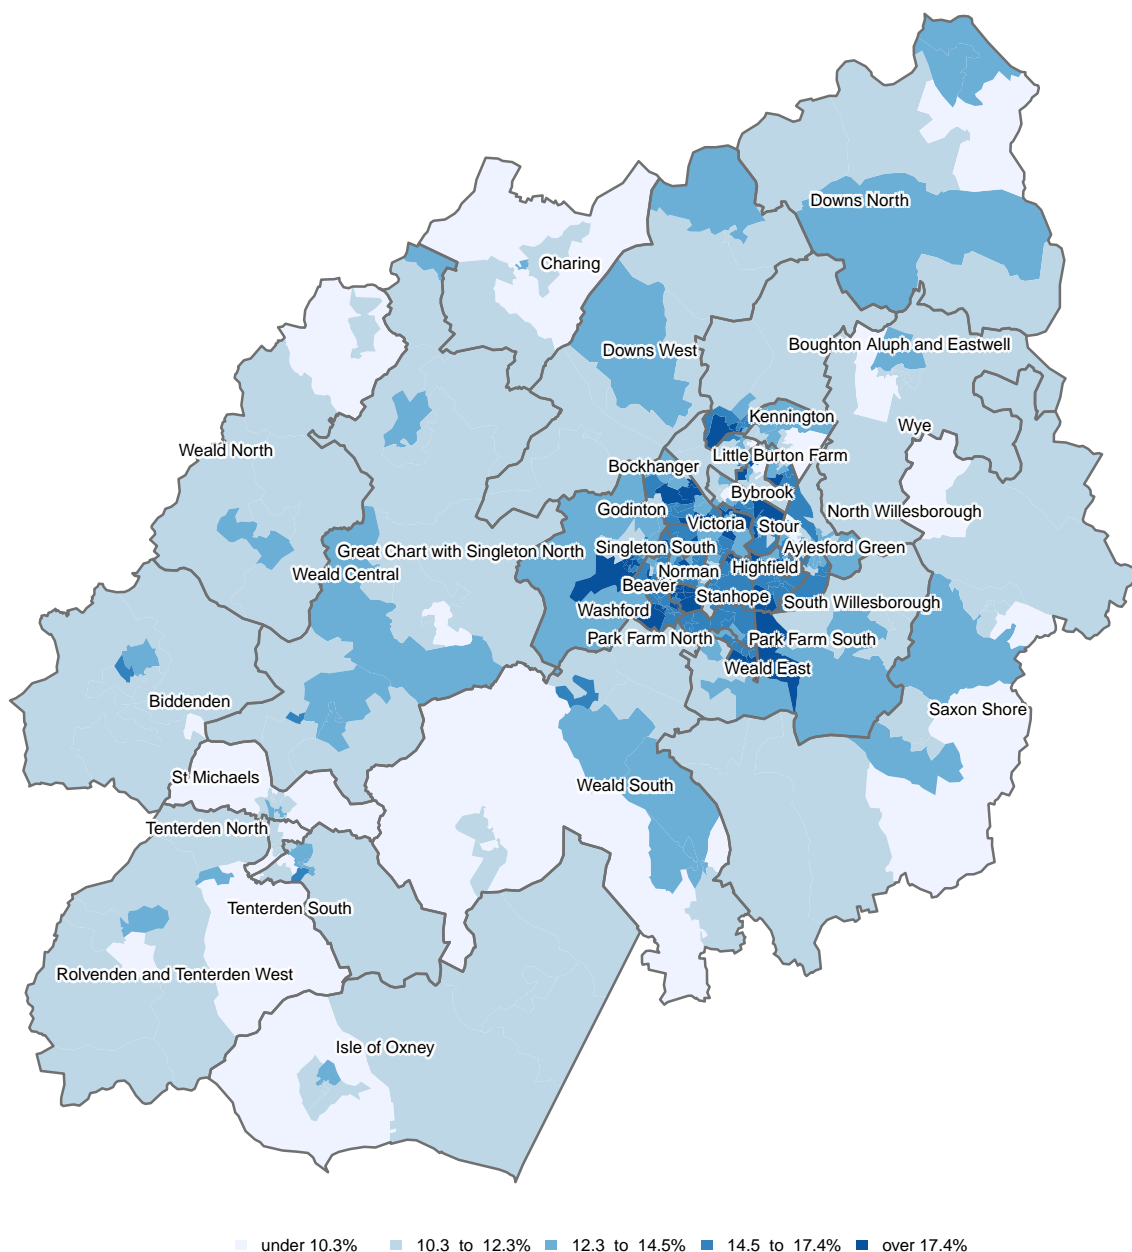 Downs North
Charing
Boughton Aluph and Eastwell
Downs West
Kennington
Wye
Weald North
Little Burton Farm
Bockhanger
Bybrook
Godinton
North Willesborough
Victoria
Stour
Great Chart with Singleton North
Singleton South
Aylesford Green
Weald Central
Norman
Highfield
Beaver
Stanhope
South Willesborough
Washford
Park Farm North
Park Farm South
Weald East
Biddenden
Saxon Shore
St Michaels
Weald South
Tenterden North
Tenterden South
Rolvenden and Tenterden West
Isle of Oxney
under 10.3% 10.3 to 12.3% 12.3 to 14.5% 14.5 to 17.4% over 17.4%